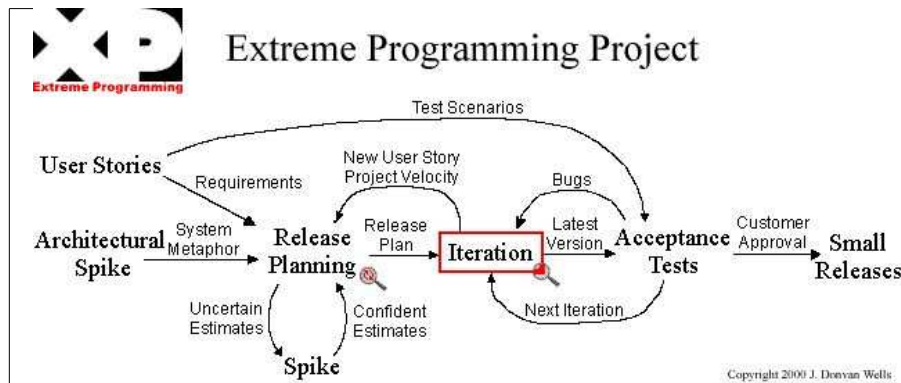 XP
Extreme Programming
Extreme Programming Project
Test Scenarios
User Stories
Requirements
New User Story
Project Velocity
Bugs
Architectural
Spike
System
Metaphor
Release
Planning
Release
Plan
Iteration
Latest
Version
Acceptance
Tests
Customer
Approval
Small
Releases
Uncertain
Estimates
Confident
Estimates
Next Iteration
Spike
Copyright 2000 J. Donvan Wells